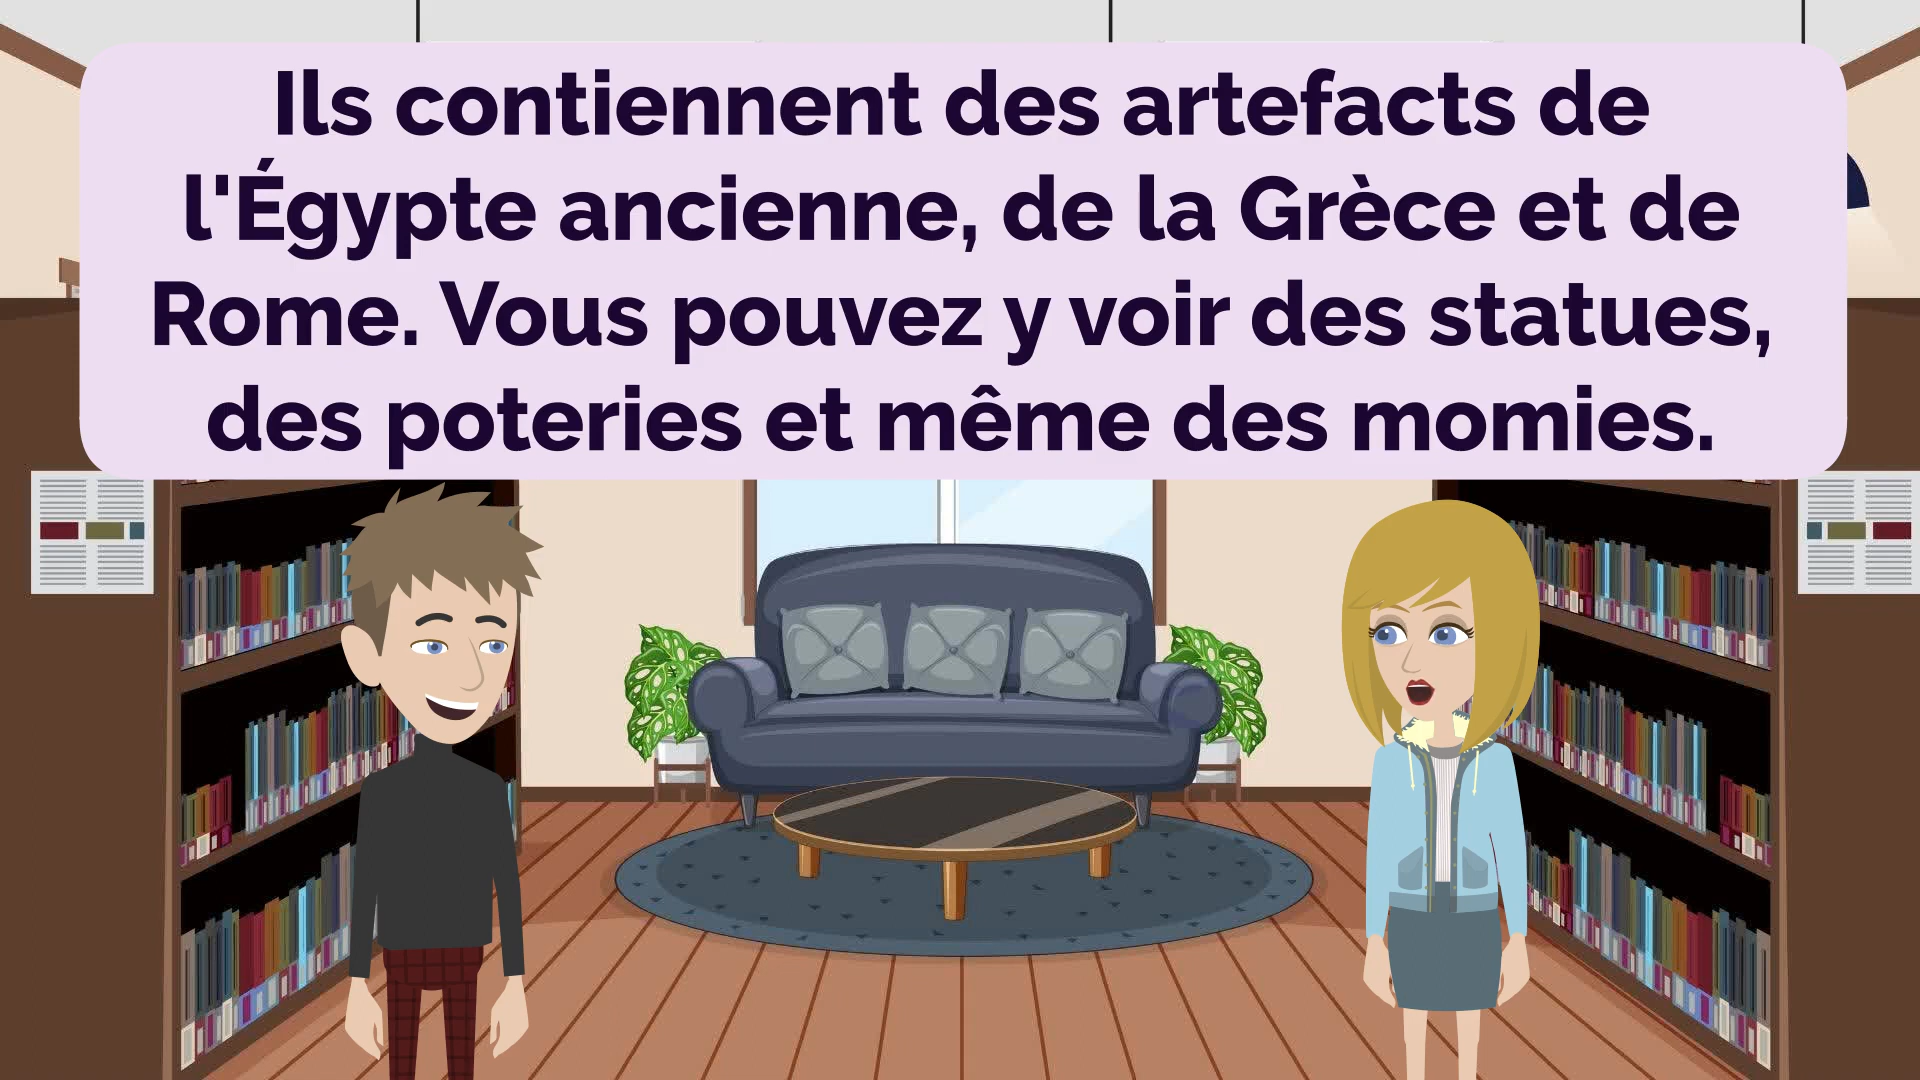 Ils contiennent des artefacts de
l'Égypte ancienne, de la Grèce et de
Rome. Vous pouvez y voir des statues,
des poteries et même des momies.